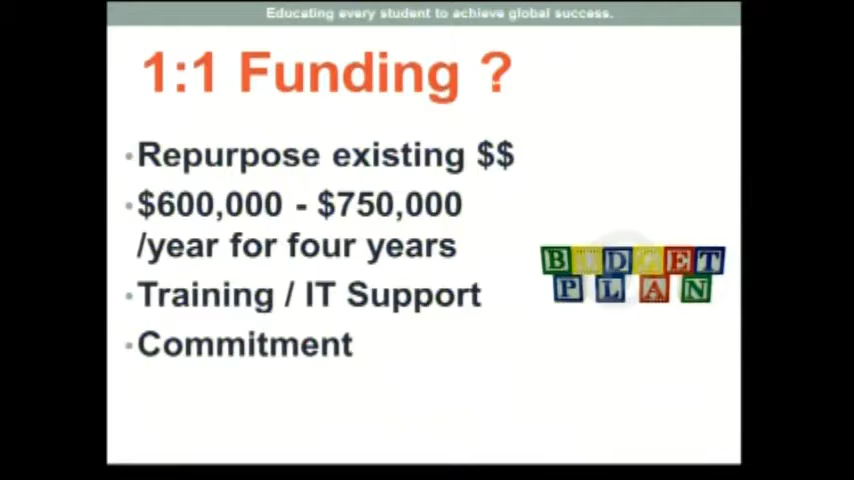 Educating every student to achieve global success.
1:1 Funding ?
•Repurpose existing $$
•$600,000 - $750,000
/year for four years
•Training / IT Support
•Commitment
BUDGET
PLAN